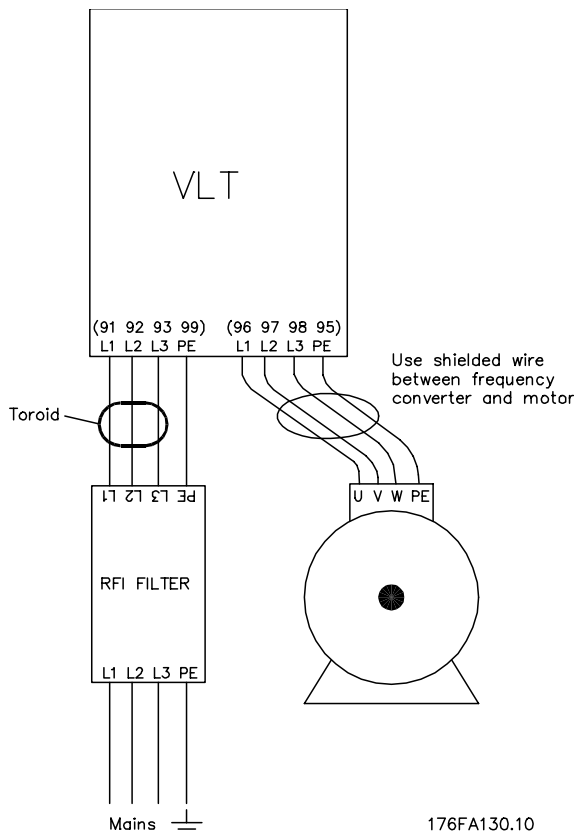 VLT
(91 92 93 99) (96 97 98 95)
L1 L2 L3 PE L1 L2 L3 PE
Use shielded wire
between frequency
converter and motor
Toroid
L1 L2 L3 PE
U V W PE
RFI FILTER
L1 L2 L3 PE
Mains
176FA130.10